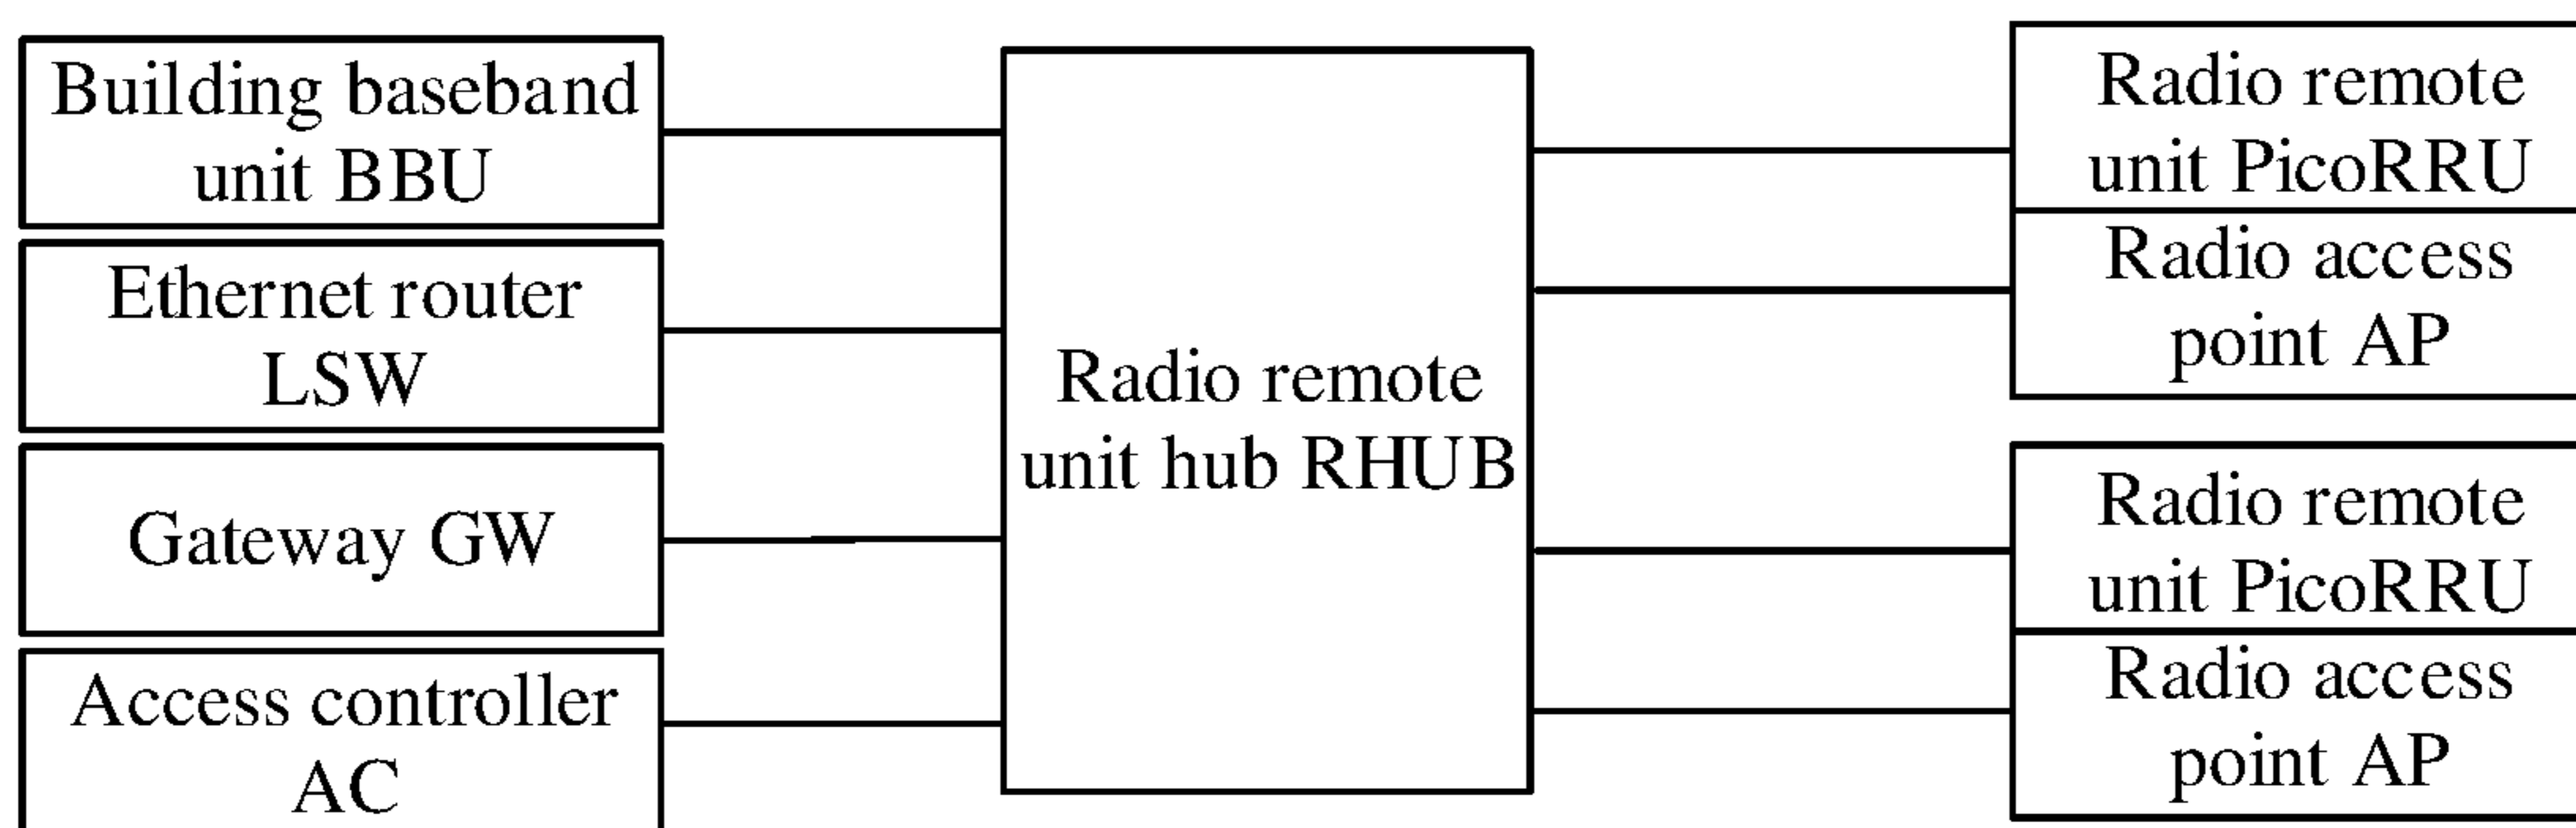 Building baseband
unit BBU
Ethernet router
LSW
Gateway GW
Access controller
AC
Radio remote
unit hub RHUB
Radio remote
unit PicoRRU
Radio access
point AP
Radio remote
unit PicoRRU
Radio access
point AP